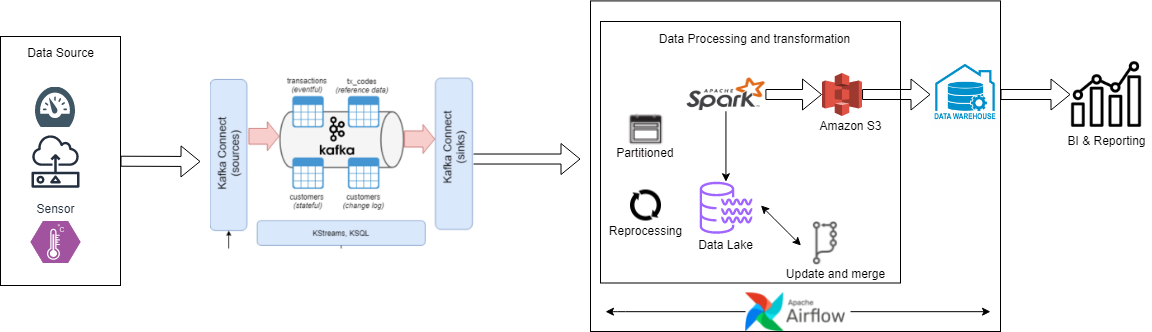 Data Source
Sensor
°C
Kafka Connect
(sources)
transactions
(eventful)
tx_codes
(reference data)
kafka
customers
(stateful)
customers
(change log)
KStreams, KSQL
Kafka Connect
(sinks)
Data Processing and transformation
APACHE
Spark
Amazon S3
Partitioned
Reprocessing
Data Lake
Update and merge
DATA WAREHOUSE
BI & Reporting
Apache
Airflow